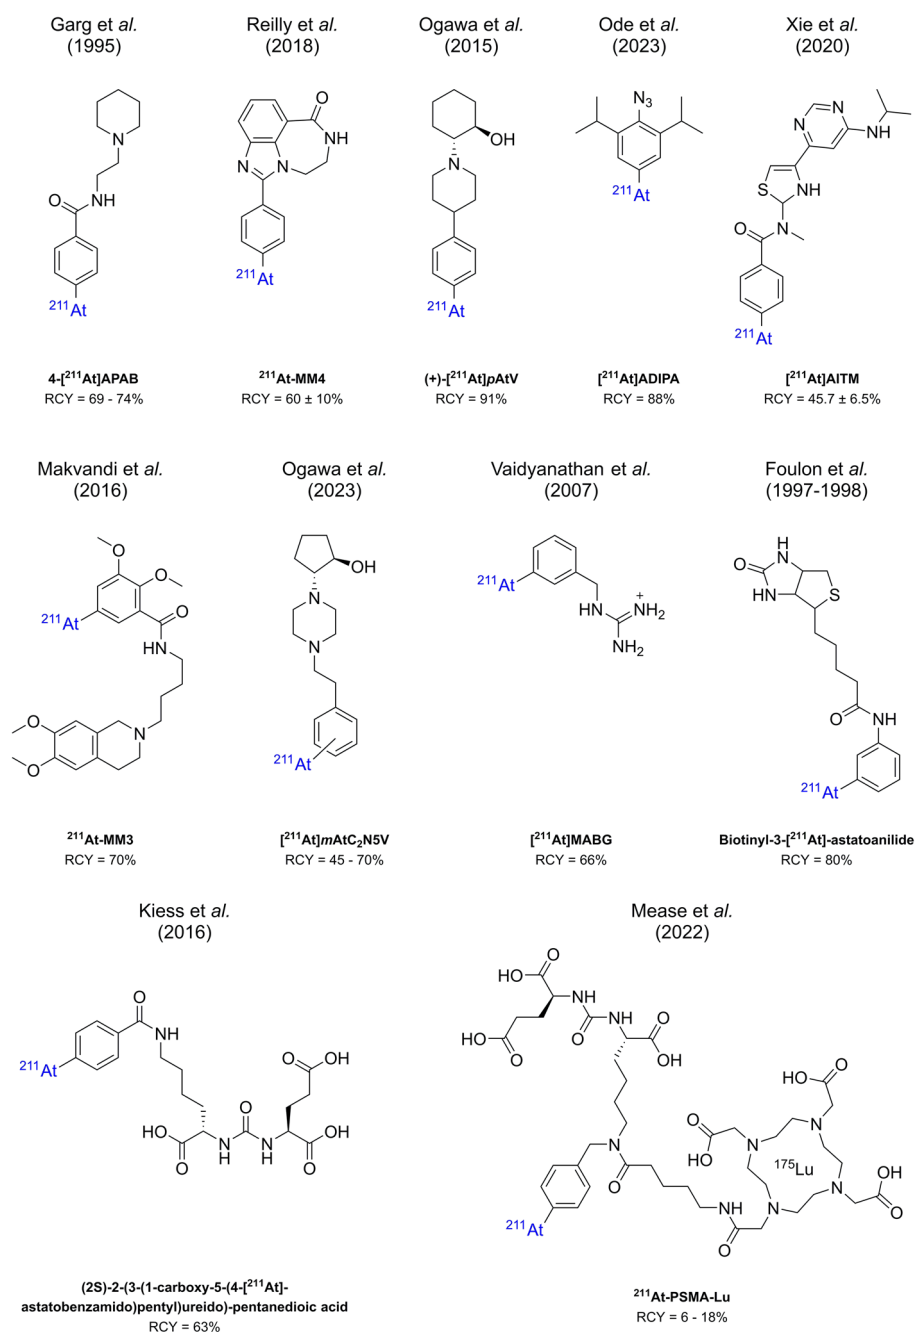 Garg et al.
(1995)
Reilly et al.
(2018)
Ogawa et al.
(2015)
Ode et al.
(2023)
Xie et al.
(2020)
N
O
NH
²¹¹At
O
NH
N
N
²¹¹At
OH
N
²¹¹At
N₃
²¹¹At
N
N
NH
S
NH
O
N
²¹¹At
4-[²¹¹At]APAB
RCY = 69 - 74%
²¹¹At-MM4
RCY = 60 ± 10%
(+)-[²¹¹At]pAtV
RCY = 91%
[²¹¹At]ADIPA
RCY = 88%
[²¹¹At]AITM
RCY = 45.7 ± 6.5%
Makvandi et al.
(2016)
Ogawa et al.
(2023)
Vaidyanathan et al.
(2007)
Foulon et al.
(1997-1998)
O
O
²¹¹At
O
HN
O
N
O
OH
N
N
²¹¹At
²¹¹At
HN
+
NH₂
NH₂
H
N
O
HN
S
O
NH
²¹¹At
²¹¹At-MM3
RCY = 70%
[²¹¹At]mAtC₂N5V
RCY = 45 - 70%
[²¹¹At]MABG
RCY = 66%
Biotinyl-3-[²¹¹At]-astatoanilide
RCY = 80%
Kiess et al.
(2016)
Mease et al.
(2022)
O
NH
²¹¹At
O
OH
O
HO
O
N
H
N
H
OH
O
O
HO
NH
HO
O
O
HN
O
OH
N
O
²¹¹At
NH
O
O
HO
O
OH
N
N
¹⁷⁵Lu
N
N
OH
O
(2S)-2-(3-(1-carboxy-5-(4-[²¹¹At]-
astatobenzamido)pentyl)ureido)-pentanedioic acid
RCY = 63%
²¹¹At-PSMA-Lu
RCY = 6 - 18%